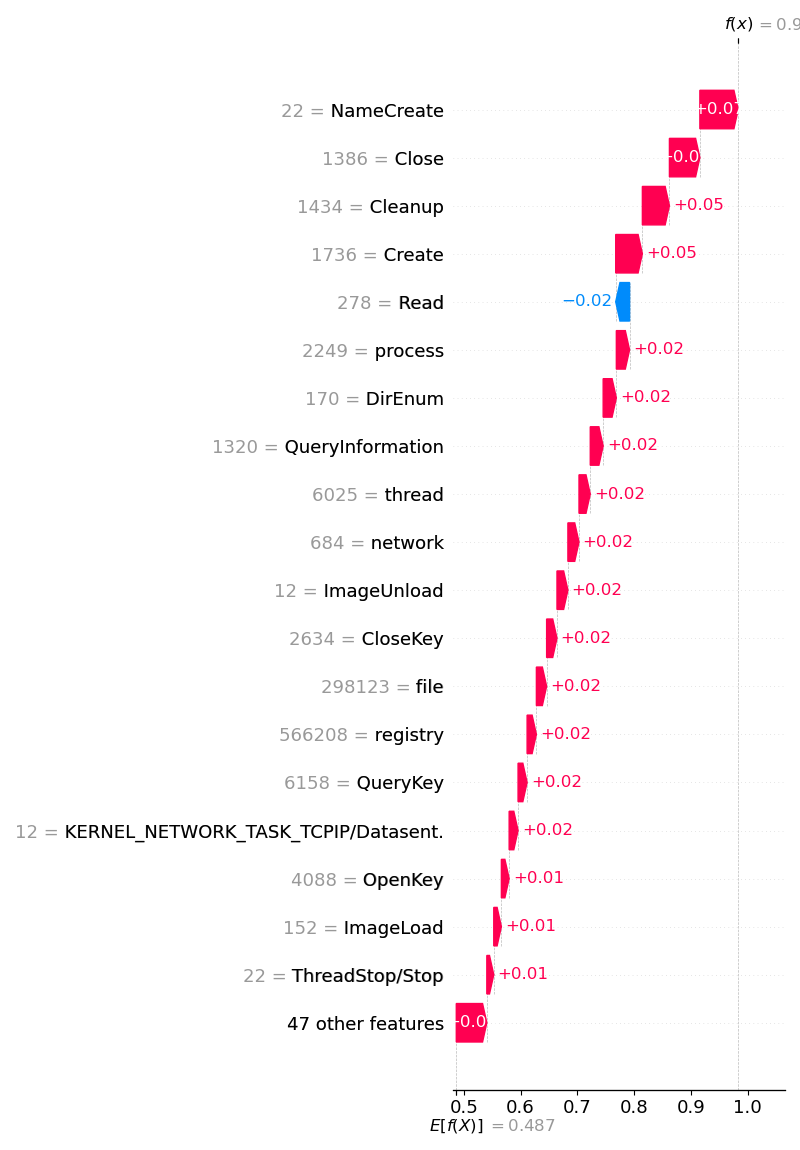 f(x) = 0.9
22 = NameCreate
+0.07
1386 = Close
1434 = Cleanup
+0.05
1736 = Create
+0.05
278 = Read
−0.02
2249 = process
+0.02
170 = DirEnum
+0.02
1320 = QueryInformation
+0.02
6025 = thread
+0.02
684 = network
+0.02
12 = ImageUnload
+0.02
2634 = CloseKey
+0.02
298123 = file
+0.02
566208 = registry
+0.02
6158 = QueryKey
+0.02
12 = KERNEL_NETWORK_TASK_TCPIP/Datasent.
+0.02
4088 = OpenKey
+0.01
152 = ImageLoad
+0.01
22 = ThreadStop/Stop
+0.01
47 other features
0.5 0.6 0.7 0.8 0.9 1.0
E[f(X)] = 0.487